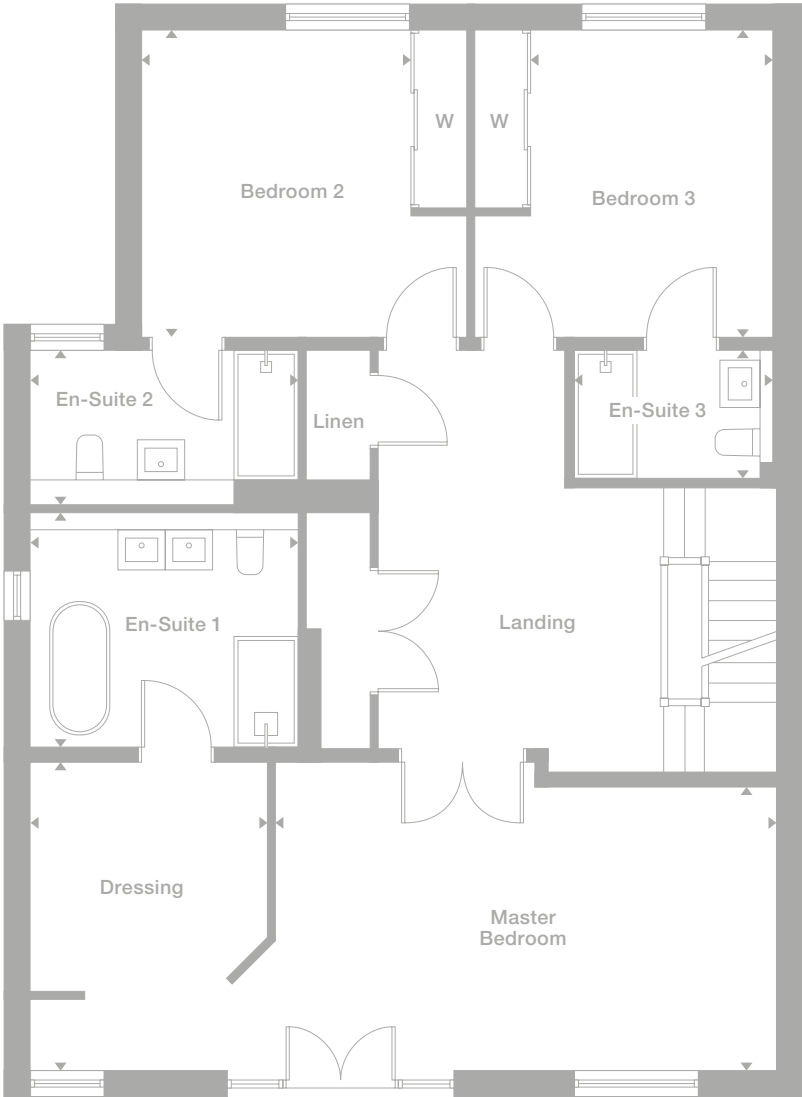 W
W
Bedroom 2
Bedroom 3
En-Suite 2
Linen
En-Suite 3
En-Suite 1
Landing
Dressing
Master
Bedroom